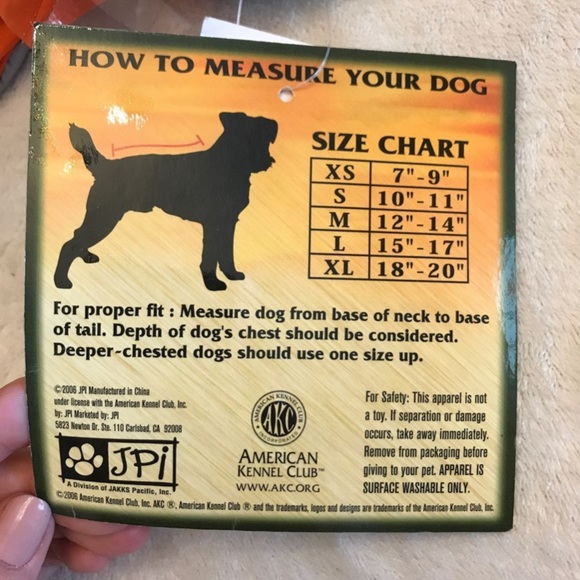 HOW TO MEASURE YOUR DOG
SIZE CHART
XS 7"-9"
S 10"-11"
M 12"-14"
L 15"-17"
XL 18"-20"
For proper fit : Measure dog from base of neck to base
of tail. Depth of dog's chest should be considered.
Deeper-chested dogs should use one size up.
©2006 JPI Manufactured in China
under license with the American Kennel Club, Inc.
by: JPI Marketed by: JPI
5823 Newton Dr. Ste. 110 Carlsbad, CA 92008
JPi
A Division of JAKKS Pacific, Inc.
AMERICAN KENNEL CLUB
AKC
INCORPORATED
AMERICAN
KENNEL CLUB™
WWW.AKC.ORG
For Safety: This apparel is not
a toy. If separation or damage
occurs, take away immediately.
Remove from packaging before
giving to your pet. APPAREL IS
SURFACE WASHABLE ONLY.
©2006 American Kennel Club, Inc. AKC ®, American Kennel Club ® and the trademarks, logos and designs are trademarks of the American Kennel Club, Inc.